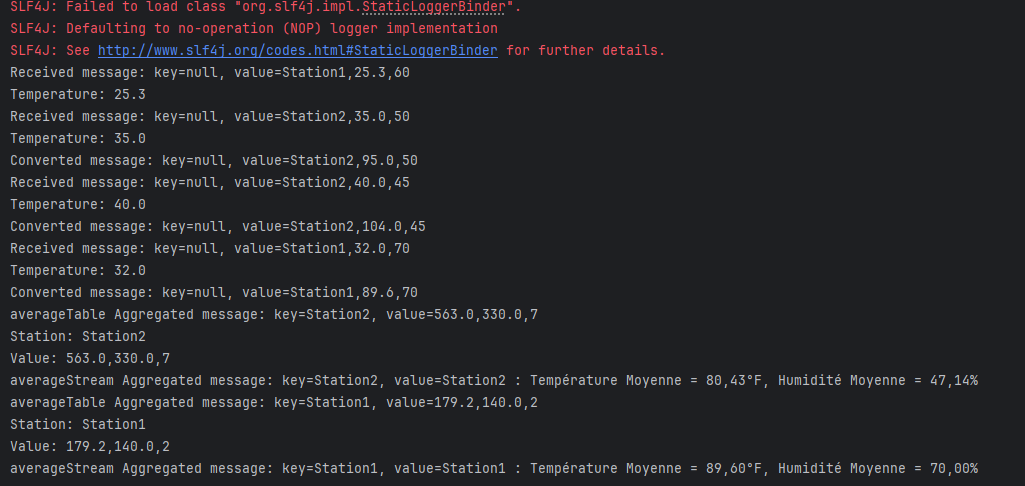 SLF4J: Failed to load class "org.slf4j.impl.StaticLoggerBinder".
SLF4J: Defaulting to no-operation (NOP) logger implementation
SLF4J: See http://www.slf4j.org/codes.html#StaticLoggerBinder for further details.
Received message: key=null, value=Station1,25.3,60
Temperature: 25.3
Received message: key=null, value=Station2,35.0,50
Temperature: 35.0
Converted message: key=null, value=Station2,95.0,50
Received message: key=null, value=Station2,40.0,45
Temperature: 40.0
Converted message: key=null, value=Station2,104.0,45
Received message: key=null, value=Station1,32.0,70
Temperature: 32.0
Converted message: key=null, value=Station1,89.6,70
averageTable Aggregated message: key=Station2, value=563.0,330.0,7
Station: Station2
Value: 563.0,330.0,7
averageStream Aggregated message: key=Station2, value=Station2 : Température Moyenne = 80,43°F, Humidité Moyenne = 47,14%
averageTable Aggregated message: key=Station1, value=179.2,140.0,2
Station: Station1
Value: 179.2,140.0,2
averageStream Aggregated message: key=Station1, value=Station1 : Température Moyenne = 89,60°F, Humidité Moyenne = 70,00%